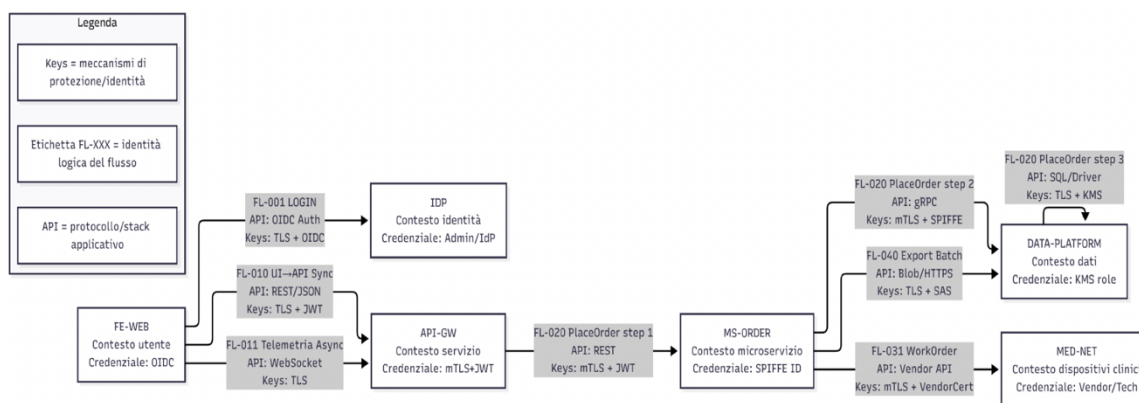 Legenda
Keys = meccanismi di
protezione/identità
Etichetta FL-XXX = identità
logica del flusso
API = protocollo/stack
applicativo
FE-WEB
Contesto utente
Credenziale: OIDC
FL-001 LOGIN
API: OIDC Auth
Keys: TLS + OIDC
FL-010 UI→API Sync
API: REST/JSON
Keys: TLS + JWT
FL-011 Telemetria Async
API: WebSocket
Keys: TLS
IDP
Contesto identità
Credenziale: Admin/IdP
API-GW
Contesto servizio
Credenziale: mTLS+JWT
FL-020 PlaceOrder step 1
API: REST
Keys: mTLS + JWT
MS-ORDER
Contesto microservizio
Credenziale: SPIFFE ID
FL-020 PlaceOrder step 2
API: gRPC
Keys: mTLS + SPIFFE
FL-040 Export Batch
API: Blob/HTTPS
Keys: TLS + SAS
FL-031 WorkOrder
API: Vendor API
Keys: mTLS + VendorCert
FL-020 PlaceOrder step 3
API: SQL/Driver
Keys: TLS + KMS
DATA-PLATFORM
Contesto dati
Credenziale: KMS role
MED-NET
Contesto dispositivi clinici
Credenziale: Vendor/Tech